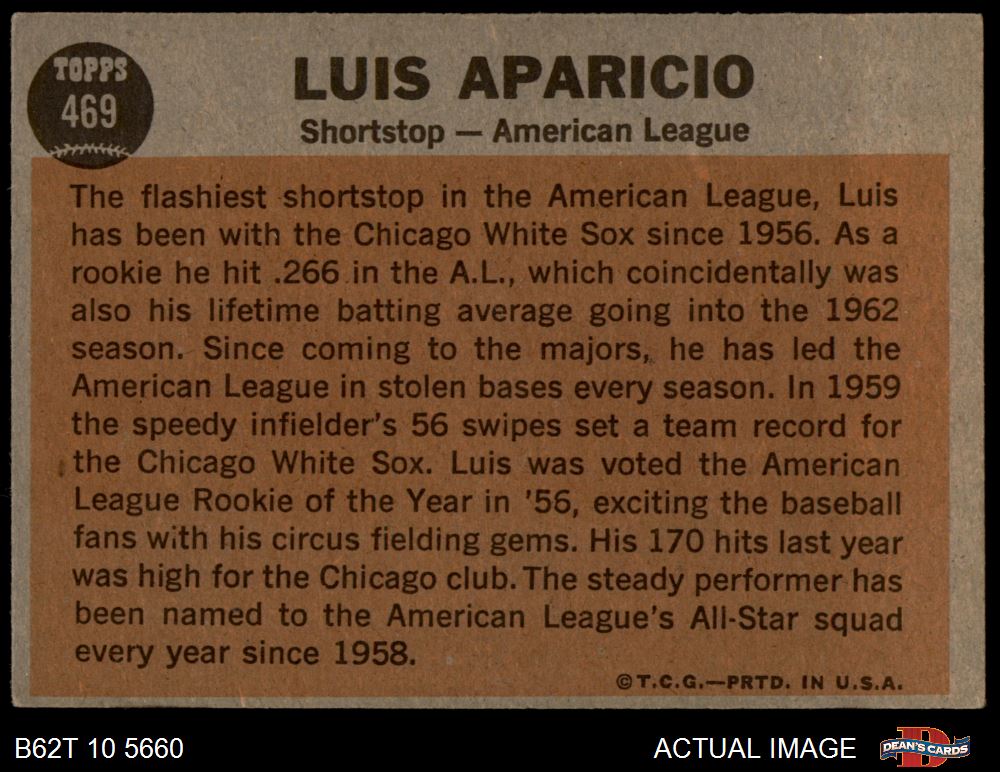 TOPPS
469
LUIS APARICIO
Shortstop — American League
The flashiest shortstop in the American League, Luis
has been with the Chicago White Sox since 1956. As a
rookie he hit .266 in the A.L., which coincidentally was
also his lifetime batting average going into the 1962
season. Since coming to the majors, he has led the
American League in stolen bases every season. In 1959
the speedy infielder's 56 swipes set a team record for
the Chicago White Sox. Luis was voted the American
League Rookie of the Year in '56, exciting the baseball
fans with his circus fielding gems. His 170 hits last year
was high for the Chicago club. The steady performer has
been named to the American League's All-Star squad
every year since 1958.
©T.C.G.—PRTD. IN U.S.A.
B62T 10 5660
ACTUAL IMAGE
D
DEAN'S CARDS